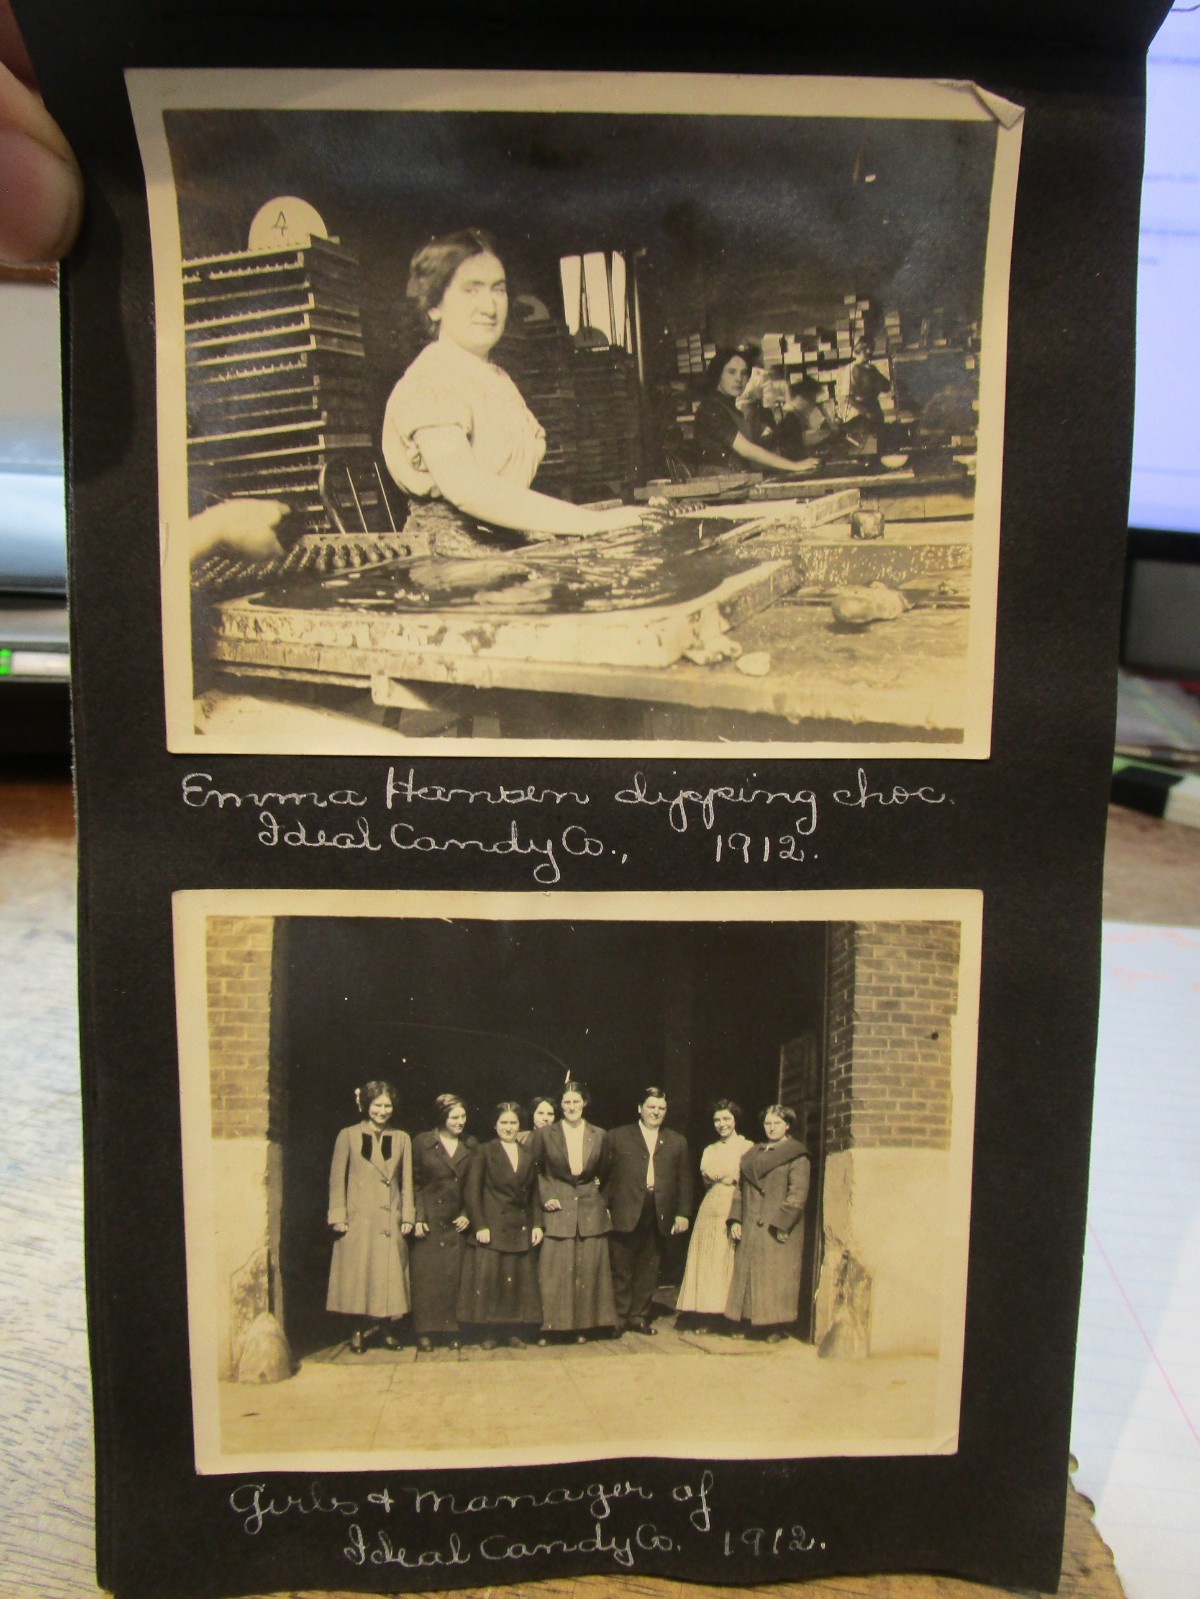 4
Emma Hansen dipping choc.
Ideal Candy Co., 1912.
Girls & Manager of
Ideal Candy Co. 1912.